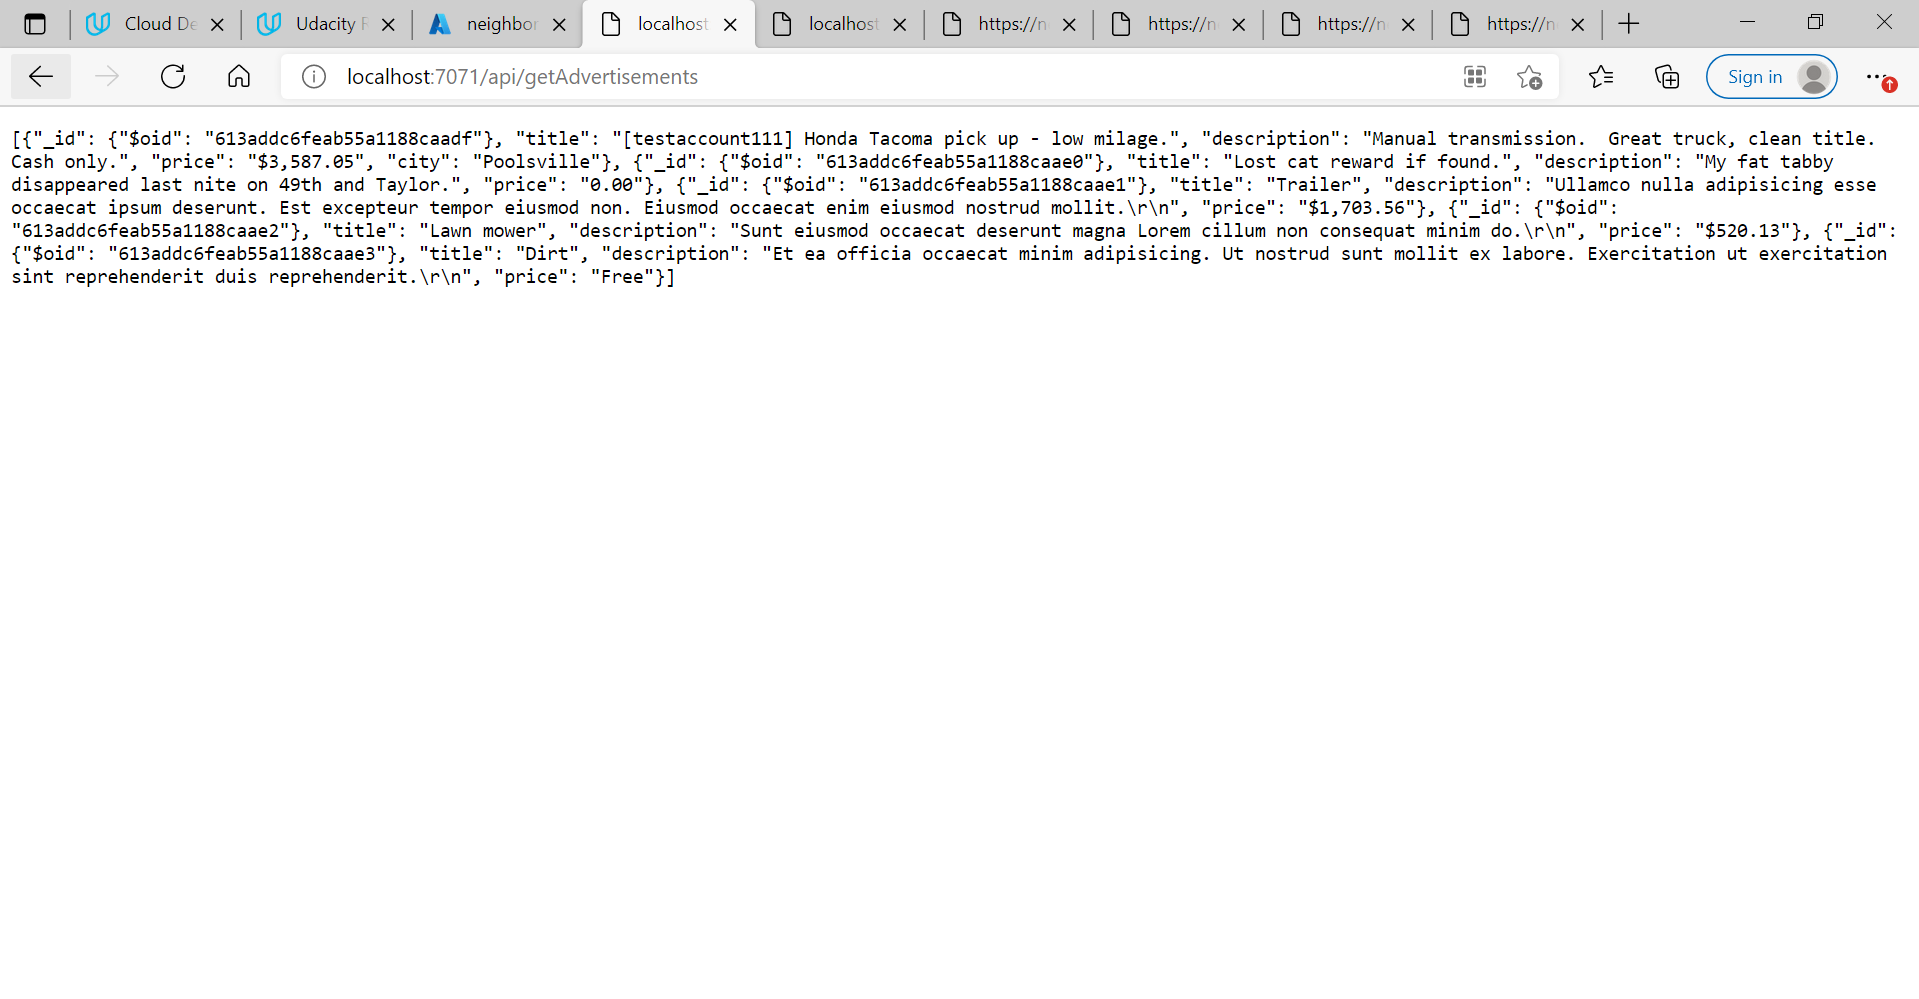 Cloud De
Udacity R
neighbor
localhost
localhost
https://n
https://n
https://n
https://n
localhost:7071/api/getAdvertisements
Sign in
[{"_id": {"$oid": "613addc6feab55a1188caadf"}, "title": "[testaccount111] Honda Tacoma pick up - low milage.", "description": "Manual transmission.  Great truck, clean title.
Cash only.", "price": "$3,587.05", "city": "Poolsville"}, {"_id": {"$oid": "613addc6feab55a1188caae0"}, "title": "Lost cat reward if found.", "description": "My fat tabby
disappeared last nite on 49th and Taylor.", "price": "0.00"}, {"_id": {"$oid": "613addc6feab55a1188caae1"}, "title": "Trailer", "description": "Ullamco nulla adipisicing esse
occaecat ipsum deserunt. Est excepteur tempor eiusmod non. Eiusmod occaecat enim eiusmod nostrud mollit.\r\n", "price": "$1,703.56"}, {"_id": {"$oid":
"613addc6feab55a1188caae2"}, "title": "Lawn mower", "description": "Sunt eiusmod occaecat deserunt magna Lorem cillum non consequat minim do.\r\n", "price": "$520.13"}, {"_id":
{"$oid": "613addc6feab55a1188caae3"}, "title": "Dirt", "description": "Et ea officia occaecat minim adipisicing. Ut nostrud sunt mollit ex labore. Exercitation ut exercitation
sint reprehenderit duis reprehenderit.\r\n", "price": "Free"}]